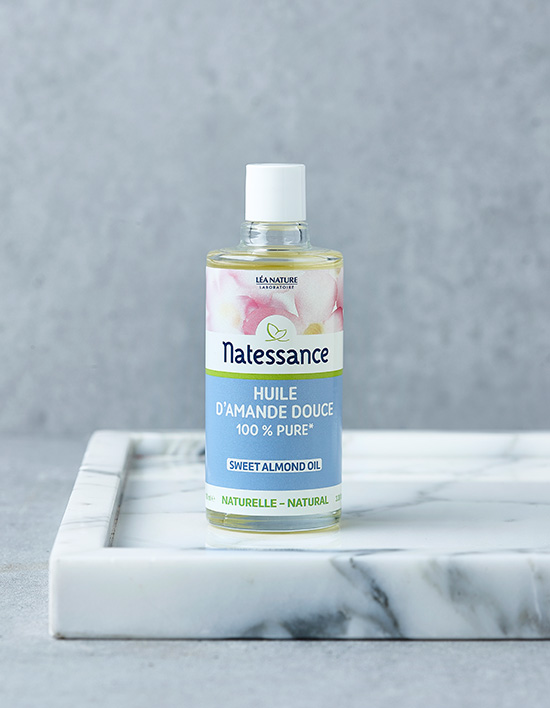 LÉA NATURE
LABORATOIRE
Natessance
HUILE
D'AMANDE DOUCE
100 % PURE*
SWEET ALMOND OIL
NATURELLE – NATURAL